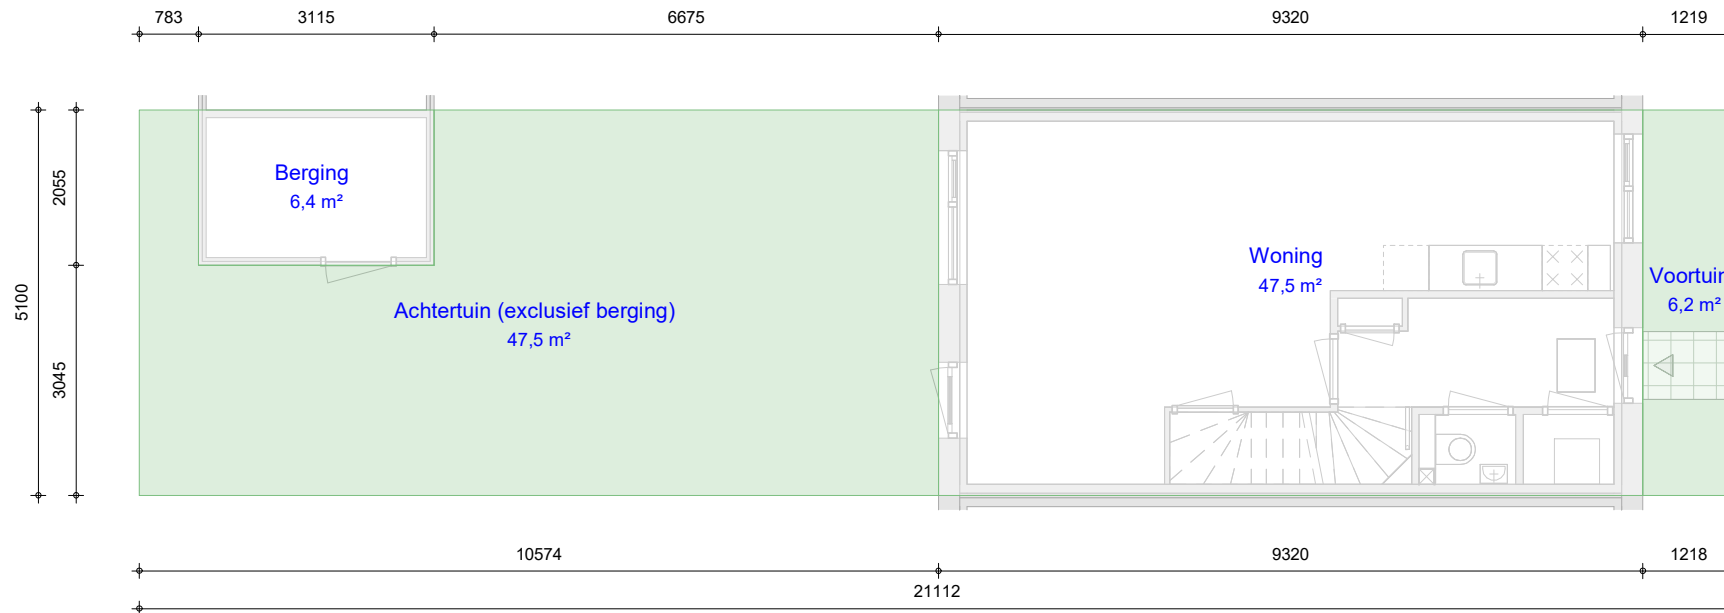 783 3115 6675 9320 1219
2055
3045
5100
Berging
6,4 m²
Achtertuin (exclusief berging)
47,5 m²
Woning
47,5 m²
Voortuin
6,2 m²
10574 9320 1218
21112